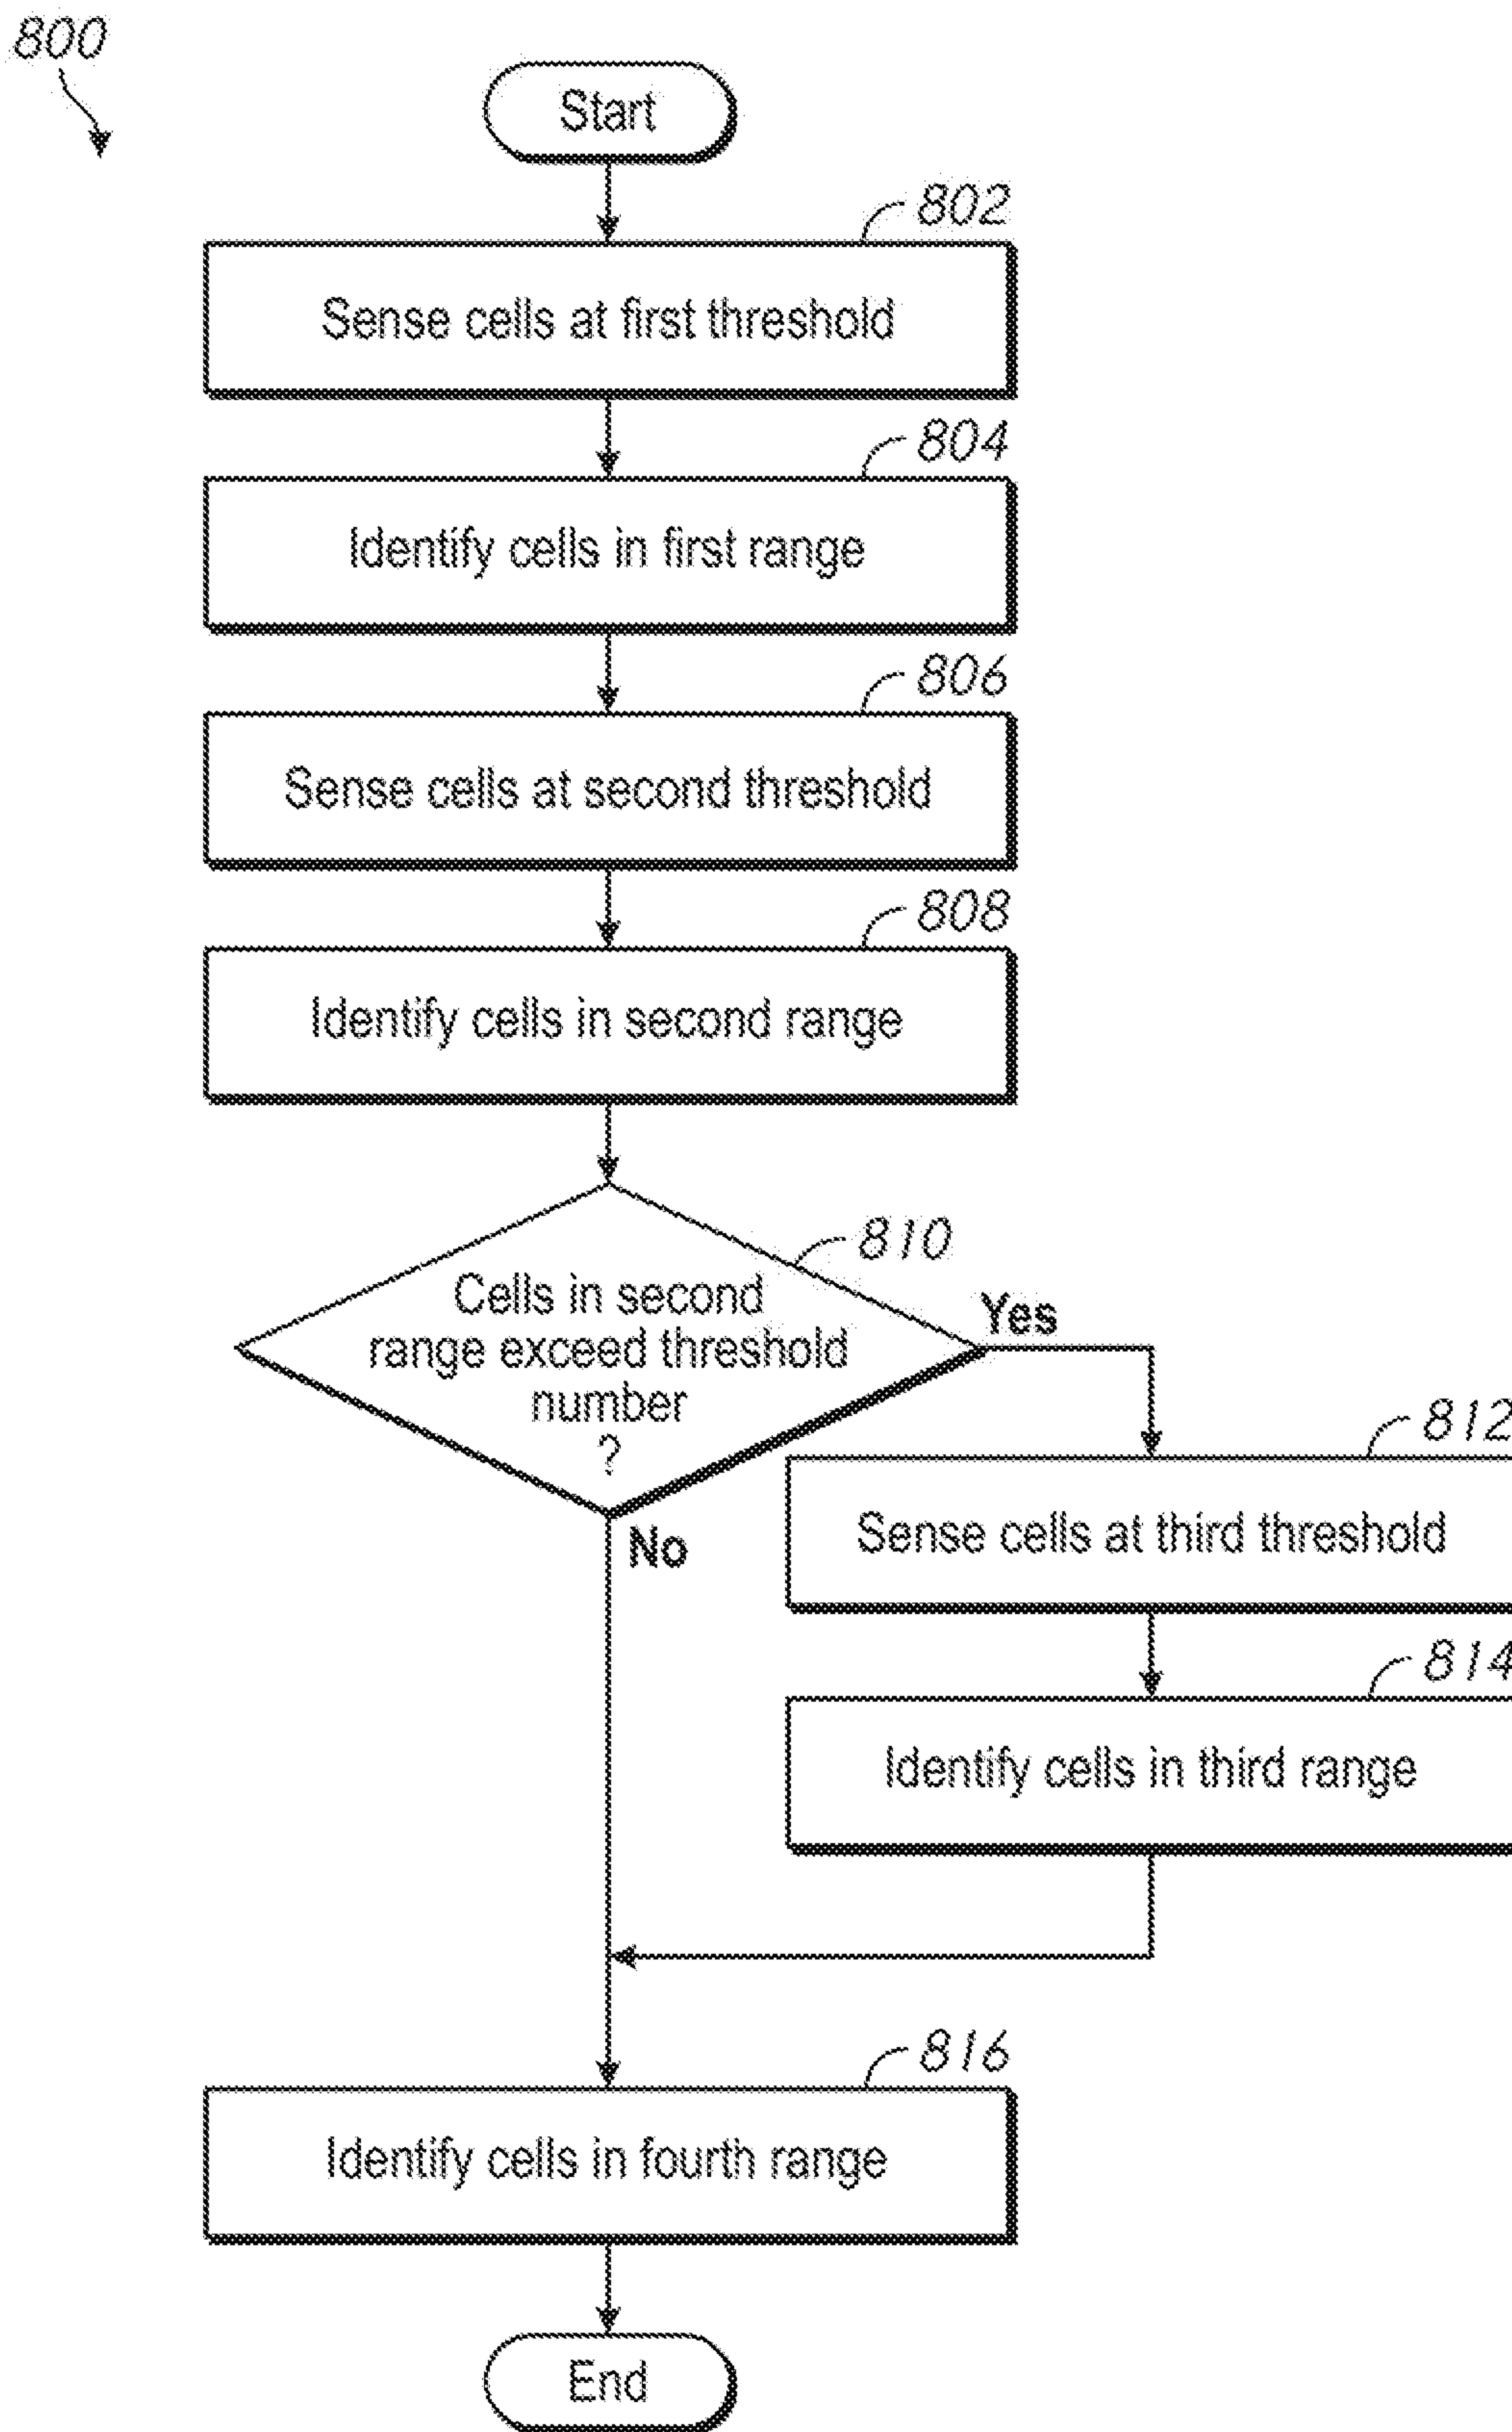 800
Start
802
Sense cells at first threshold
804
Identify cells in first range
806
Sense cells at second threshold
808
Identify cells in second range
810
Cells in second
range exceed threshold
number
?
Yes
No
812
Sense cells at third threshold
814
Identify cells in third range
816
Identify cells in fourth range
End